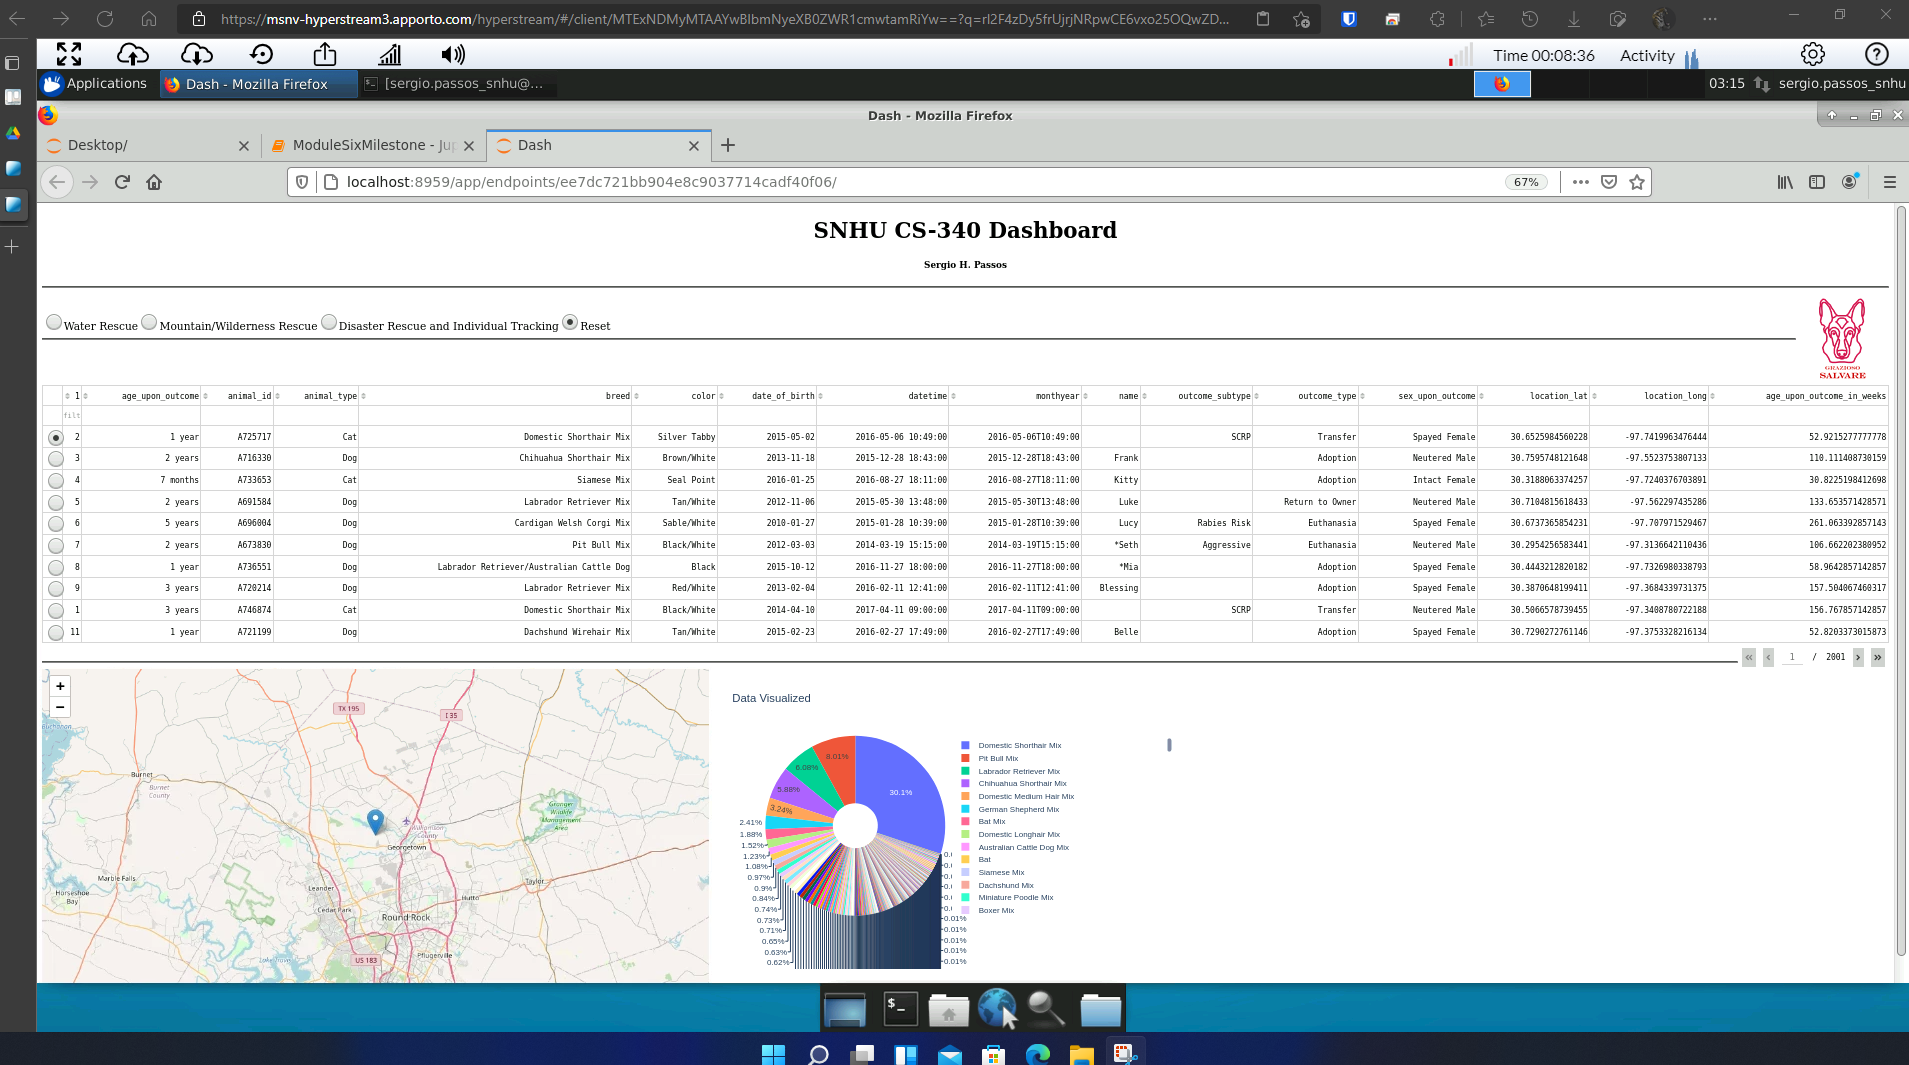 https://msnv-hyperstream3.apporto.com/hyperstream/#/client/MTExNDMyMTAAYwBlbmNyeXB0ZWR1cmwtamRiYw==?q=rI2F4zDy5frUjrjNRpwCE6vxo25OQwZD...
Time 00:08:36 Activity
Applications Dash - Mozilla Firefox [sergio.passos_snhu@... 03:15 sergio.passos_snhu
Dash - Mozilla Firefox
Desktop/ ModuleSixMilestone - Jup Dash
localhost:8959/app/endpoints/ee7dc721bb904e8c9037714cadf40f06/ 67%
SNHU CS-340 Dashboard
Sergio H. Passos
Water Rescue Mountain/Wilderness Rescue Disaster Rescue and Individual Tracking Reset
GRAZIOSO
SALVARE
1 age_upon_outcome animal_id animal_type breed color date_of_birth datetime monthyear name outcome_subtype outcome_type sex_upon_outcome location_lat location_long age_upon_outcome_in_weeks
filt
2 1 year A725717 Cat Domestic Shorthair Mix Silver Tabby 2015-05-02 2016-05-06 10:49:00 2016-05-06T10:49:00 SCRP Transfer Spayed Female 30.6525984560228 -97.7419963476444 52.9215277777778
3 2 years A716330 Dog Chihuahua Shorthair Mix Brown/White 2013-11-18 2015-12-28 18:43:00 2015-12-28T18:43:00 Frank Adoption Neutered Male 30.7595748121648 -97.5523753807133 110.111408730159
4 7 months A733653 Cat Siamese Mix Seal Point 2016-01-25 2016-08-27 18:11:00 2016-08-27T18:11:00 Kitty Adoption Intact Female 30.3188063374257 -97.7240376703891 30.8225198412698
5 2 years A691584 Dog Labrador Retriever Mix Tan/White 2012-11-06 2015-05-30 13:48:00 2015-05-30T13:48:00 Luke Return to Owner Neutered Male 30.7104815618433 -97.562297435286 133.653571428571
6 5 years A696004 Dog Cardigan Welsh Corgi Mix Sable/White 2010-01-27 2015-01-28 10:39:00 2015-01-28T10:39:00 Lucy Rabies Risk Euthanasia Spayed Female 30.6737365854231 -97.707971529467 261.063392857143
7 2 years A673830 Dog Pit Bull Mix Black/White 2012-03-03 2014-03-19 15:15:00 2014-03-19T15:15:00 *Seth Aggressive Euthanasia Neutered Male 30.2954256583441 -97.3136642110436 106.662202380952
8 1 year A736551 Dog Labrador Retriever/Australian Cattle Dog Black 2015-10-12 2016-11-27 18:00:00 2016-11-27T18:00:00 *Mia Adoption Spayed Female 30.4443212820182 -97.7326980338793 58.9642857142857
9 3 years A720214 Dog Labrador Retriever Mix Red/White 2013-02-04 2016-02-11 12:41:00 2016-02-11T12:41:00 Blessing Adoption Spayed Female 30.3870648199411 -97.3684339731375 157.504067460317
1 3 years A746874 Cat Domestic Shorthair Mix Black/White 2014-04-10 2017-04-11 09:00:00 2017-04-11T09:00:00 SCRP Transfer Neutered Male 30.5066578739455 -97.3408780722188 156.767857142857
11 1 year A721199 Dog Dachshund Wirehair Mix Tan/White 2015-02-23 2016-02-27 17:49:00 2016-02-27T17:49:00 Belle Adoption Spayed Female 30.7290272761146 -97.3753328216134 52.8203373015873
« ‹ 1 / 2001 › »
+
−
TX 195
I 35
Buchanan
Burnet
Burnet
County
Granger
Wildlife
Management
Area
Williamson
County
Georgetown
Marble Falls
Horseshoe
Bay
Leander
Taylor
Hutto
Cedar Park
Round Rock
Pflugerville
US 183
Lake Travis
Data Visualized
30.1%
8.01%
6.08%
5.88%
3.24%
2.41%
1.88%
1.52%
1.23%
1.08%
0.97%
0.9%
0.84%
0.74%
0.73%
0.71%
0.65%
0.63%
0.62%
0.01%
0.01%
0.01%
0.01%
0.01%
Domestic Shorthair Mix
Pit Bull Mix
Labrador Retriever Mix
Chihuahua Shorthair Mix
Domestic Medium Hair Mix
German Shepherd Mix
Bat Mix
Domestic Longhair Mix
Australian Cattle Dog Mix
Bat
Siamese Mix
Dachshund Mix
Miniature Poodle Mix
Boxer Mix